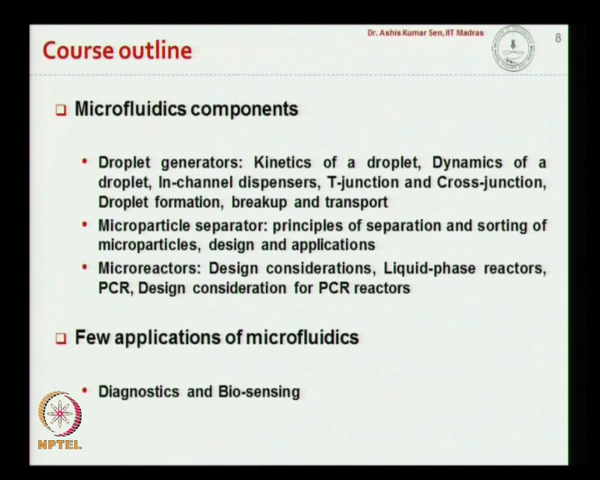 Dr. Ashis Kumar Sen, IIT Madras
8
Course outline
Microfluidics components
• Droplet generators: Kinetics of a droplet, Dynamics of a
droplet, In-channel dispensers, T-junction and Cross-junction,
Droplet formation, breakup and transport
• Microparticle separator: principles of separation and sorting of
microparticles, design and applications
• Microreactors: Design considerations, Liquid-phase reactors,
PCR, Design consideration for PCR reactors
Few applications of microfluidics
• Diagnostics and Bio-sensing
NPTEL